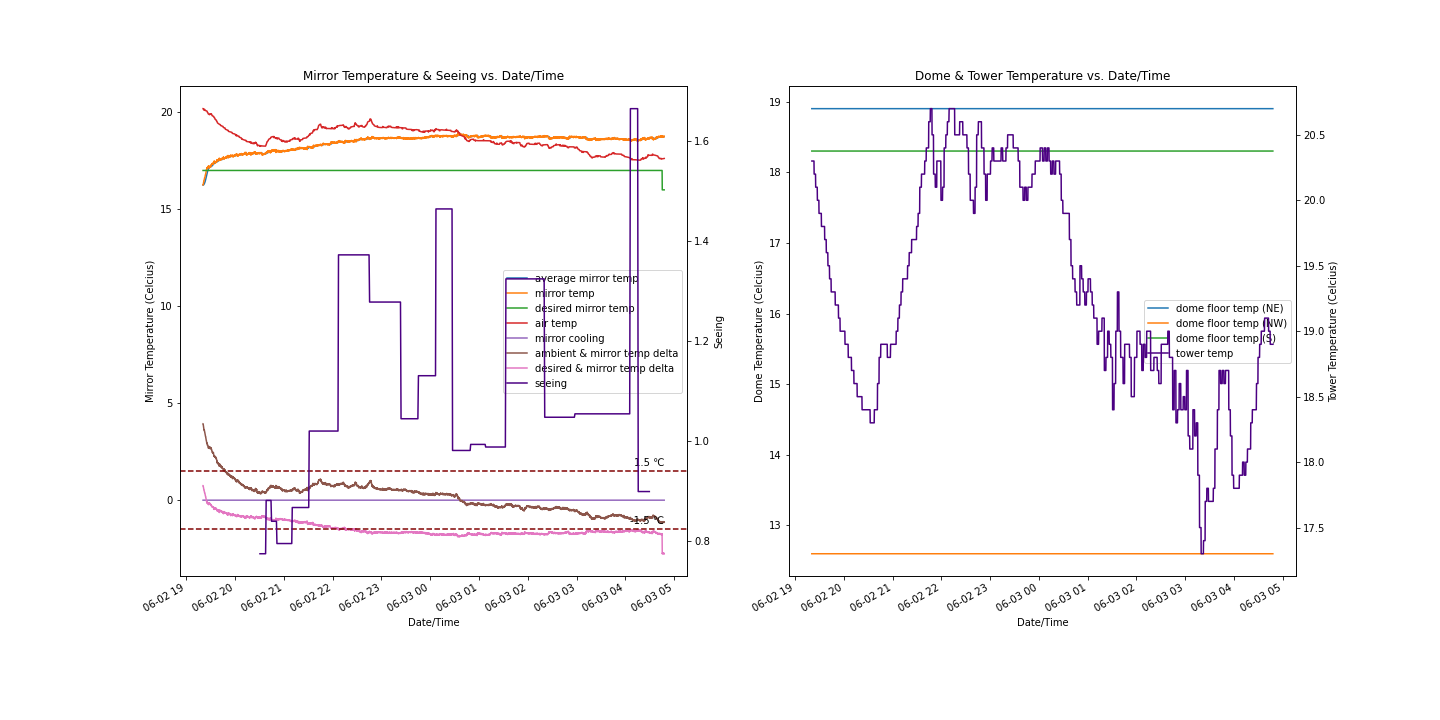 Mirror Temperature & Seeing vs. Date/Time
Mirror Temperature (Celcius)
20
15
10
5
0
1.6
1.4
1.2
1.0
0.8
Seeing
average mirror temp
mirror temp
desired mirror temp
air temp
mirror cooling
ambient & mirror temp delta
desired & mirror temp delta
seeing
1.5 °C
-1.5 °C
06-02 19
06-02 20
06-02 21
06-02 22
06-02 23
06-03 00
06-03 01
06-03 02
06-03 03
06-03 04
06-03 05
Date/Time
Dome & Tower Temperature vs. Date/Time
Dome Temperature (Celcius)
19
18
17
16
15
14
13
20.5
20.0
19.5
19.0
18.5
18.0
17.5
Tower Temperature (Celcius)
dome floor temp (NE)
dome floor temp (NW)
dome floor temp (S)
tower temp
06-02 19
06-02 20
06-02 21
06-02 22
06-02 23
06-03 00
06-03 01
06-03 02
06-03 03
06-03 04
06-03 05
Date/Time